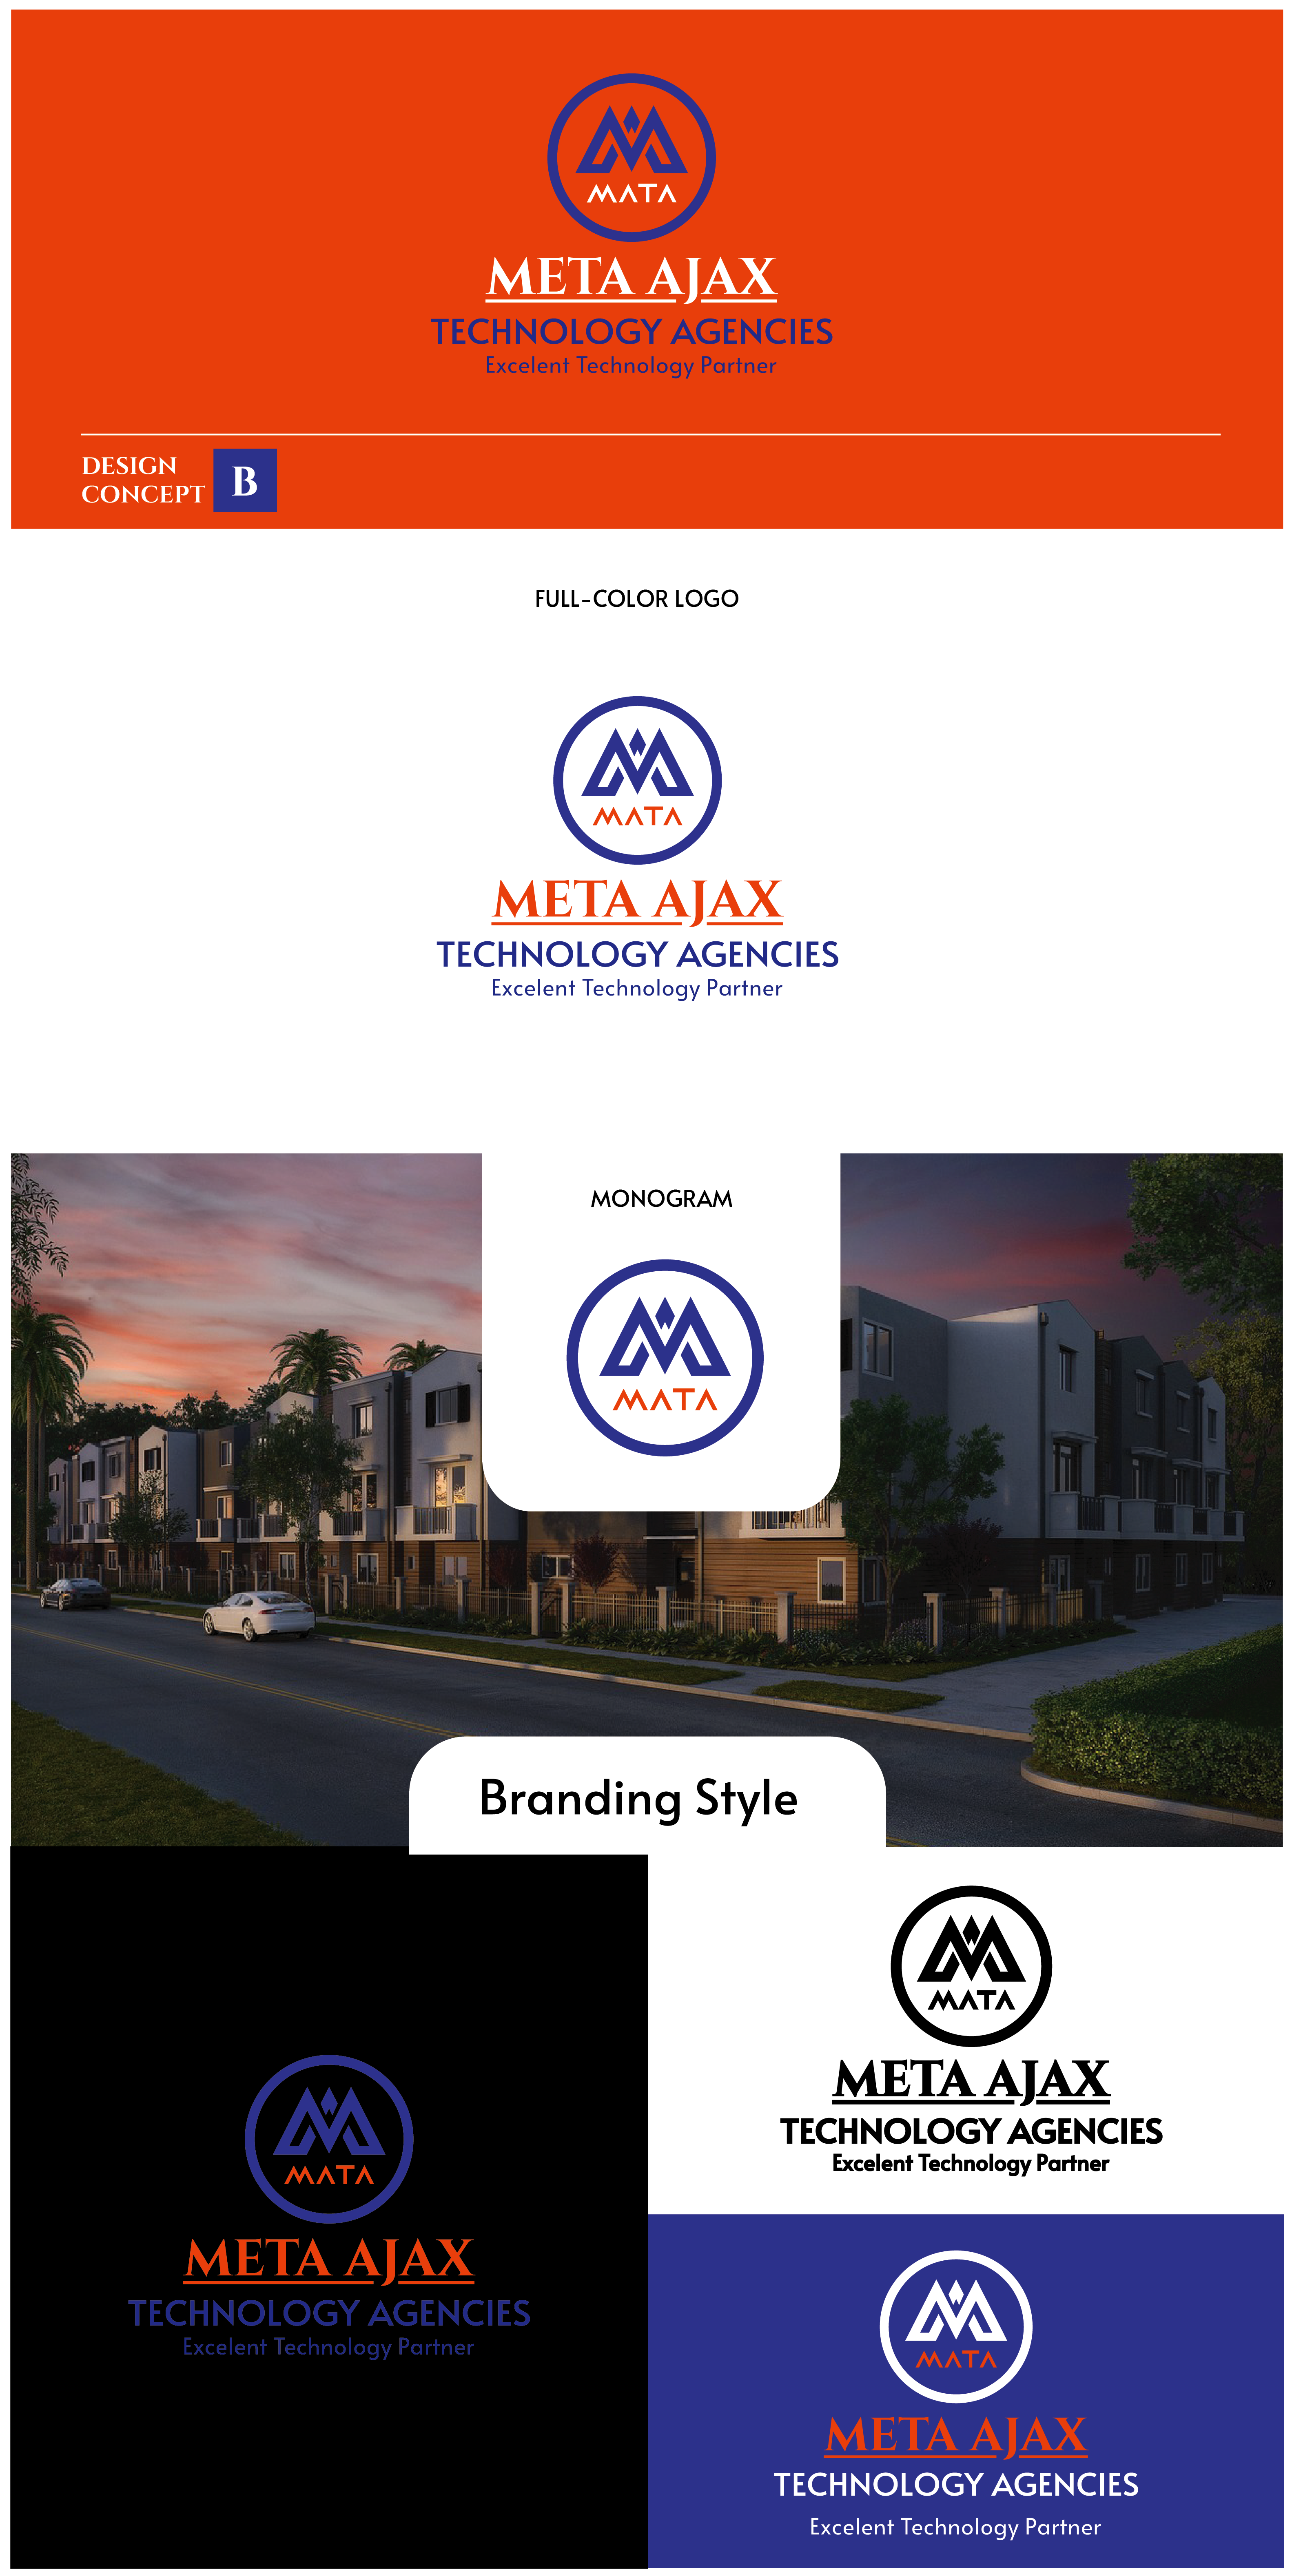 MATA
META AJAX
TECHNOLOGY AGENCIES
Excelent Technology Partner
DESIGN
CONCEPT
B
FULL-COLOR LOGO
MATA
META AJAX
TECHNOLOGY AGENCIES
Excelent Technology Partner
MONOGRAM
MATA
Branding Style
MATA
META AJAX
TECHNOLOGY AGENCIES
Excelent Technology Partner
MATA
META AJAX
TECHNOLOGY AGENCIES
Excelent Technology Partner
MATA
META AJAX
TECHNOLOGY AGENCIES
Excelent Technology Partner